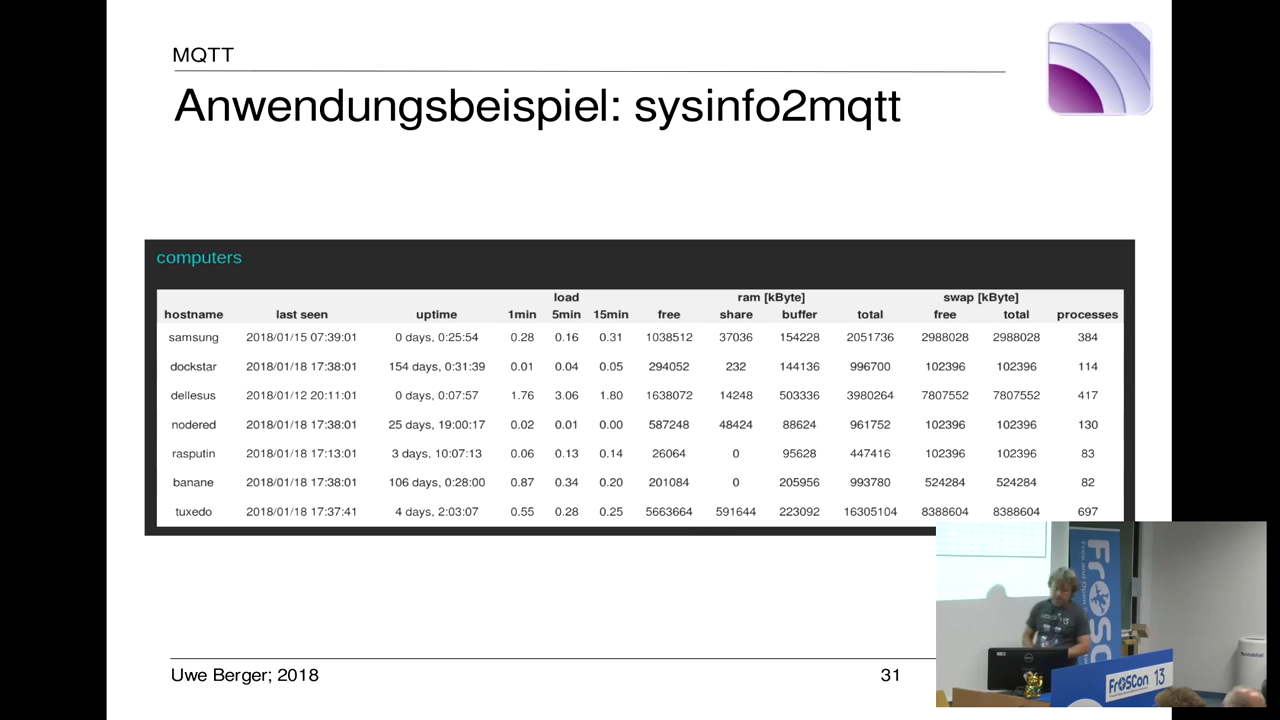 MQTT
Anwendungsbeispiel: sysinfo2mqtt
computers
load ram [kByte] swap [kByte]
hostname last seen uptime 1min 5min 15min free share buffer total free total processes
samsung 2018/01/15 07:39:01 0 days, 0:25:54 0.28 0.16 0.31 1038512 37036 154228 2051736 2988028 2988028 384
dockstar 2018/01/18 17:38:01 154 days, 0:31:39 0.01 0.04 0.05 294052 232 144136 996700 102396 102396 114
dellesus 2018/01/12 20:11:01 0 days, 0:07:57 1.76 3.06 1.80 1638072 14248 503336 3980264 7807552 7807552 417
nodered 2018/01/18 17:38:01 25 days, 19:00:17 0.02 0.01 0.00 587248 48424 88624 961752 102396 102396 130
rasputin 2018/01/18 17:13:01 3 days, 10:07:13 0.06 0.13 0.14 26064 0 95628 447416 102396 102396 83
banane 2018/01/18 17:38:01 106 days, 0:28:00 0.87 0.34 0.20 201084 0 205956 993780 524284 524284 82
tuxedo 2018/01/18 17:37:41 4 days, 2:03:07 0.55 0.28 0.25 5663664 591644 223092 16305104 8388604 8388604 697
Uwe Berger; 2018 31
FrOSC
Free and Open
FrOSCon 13
Restabfall